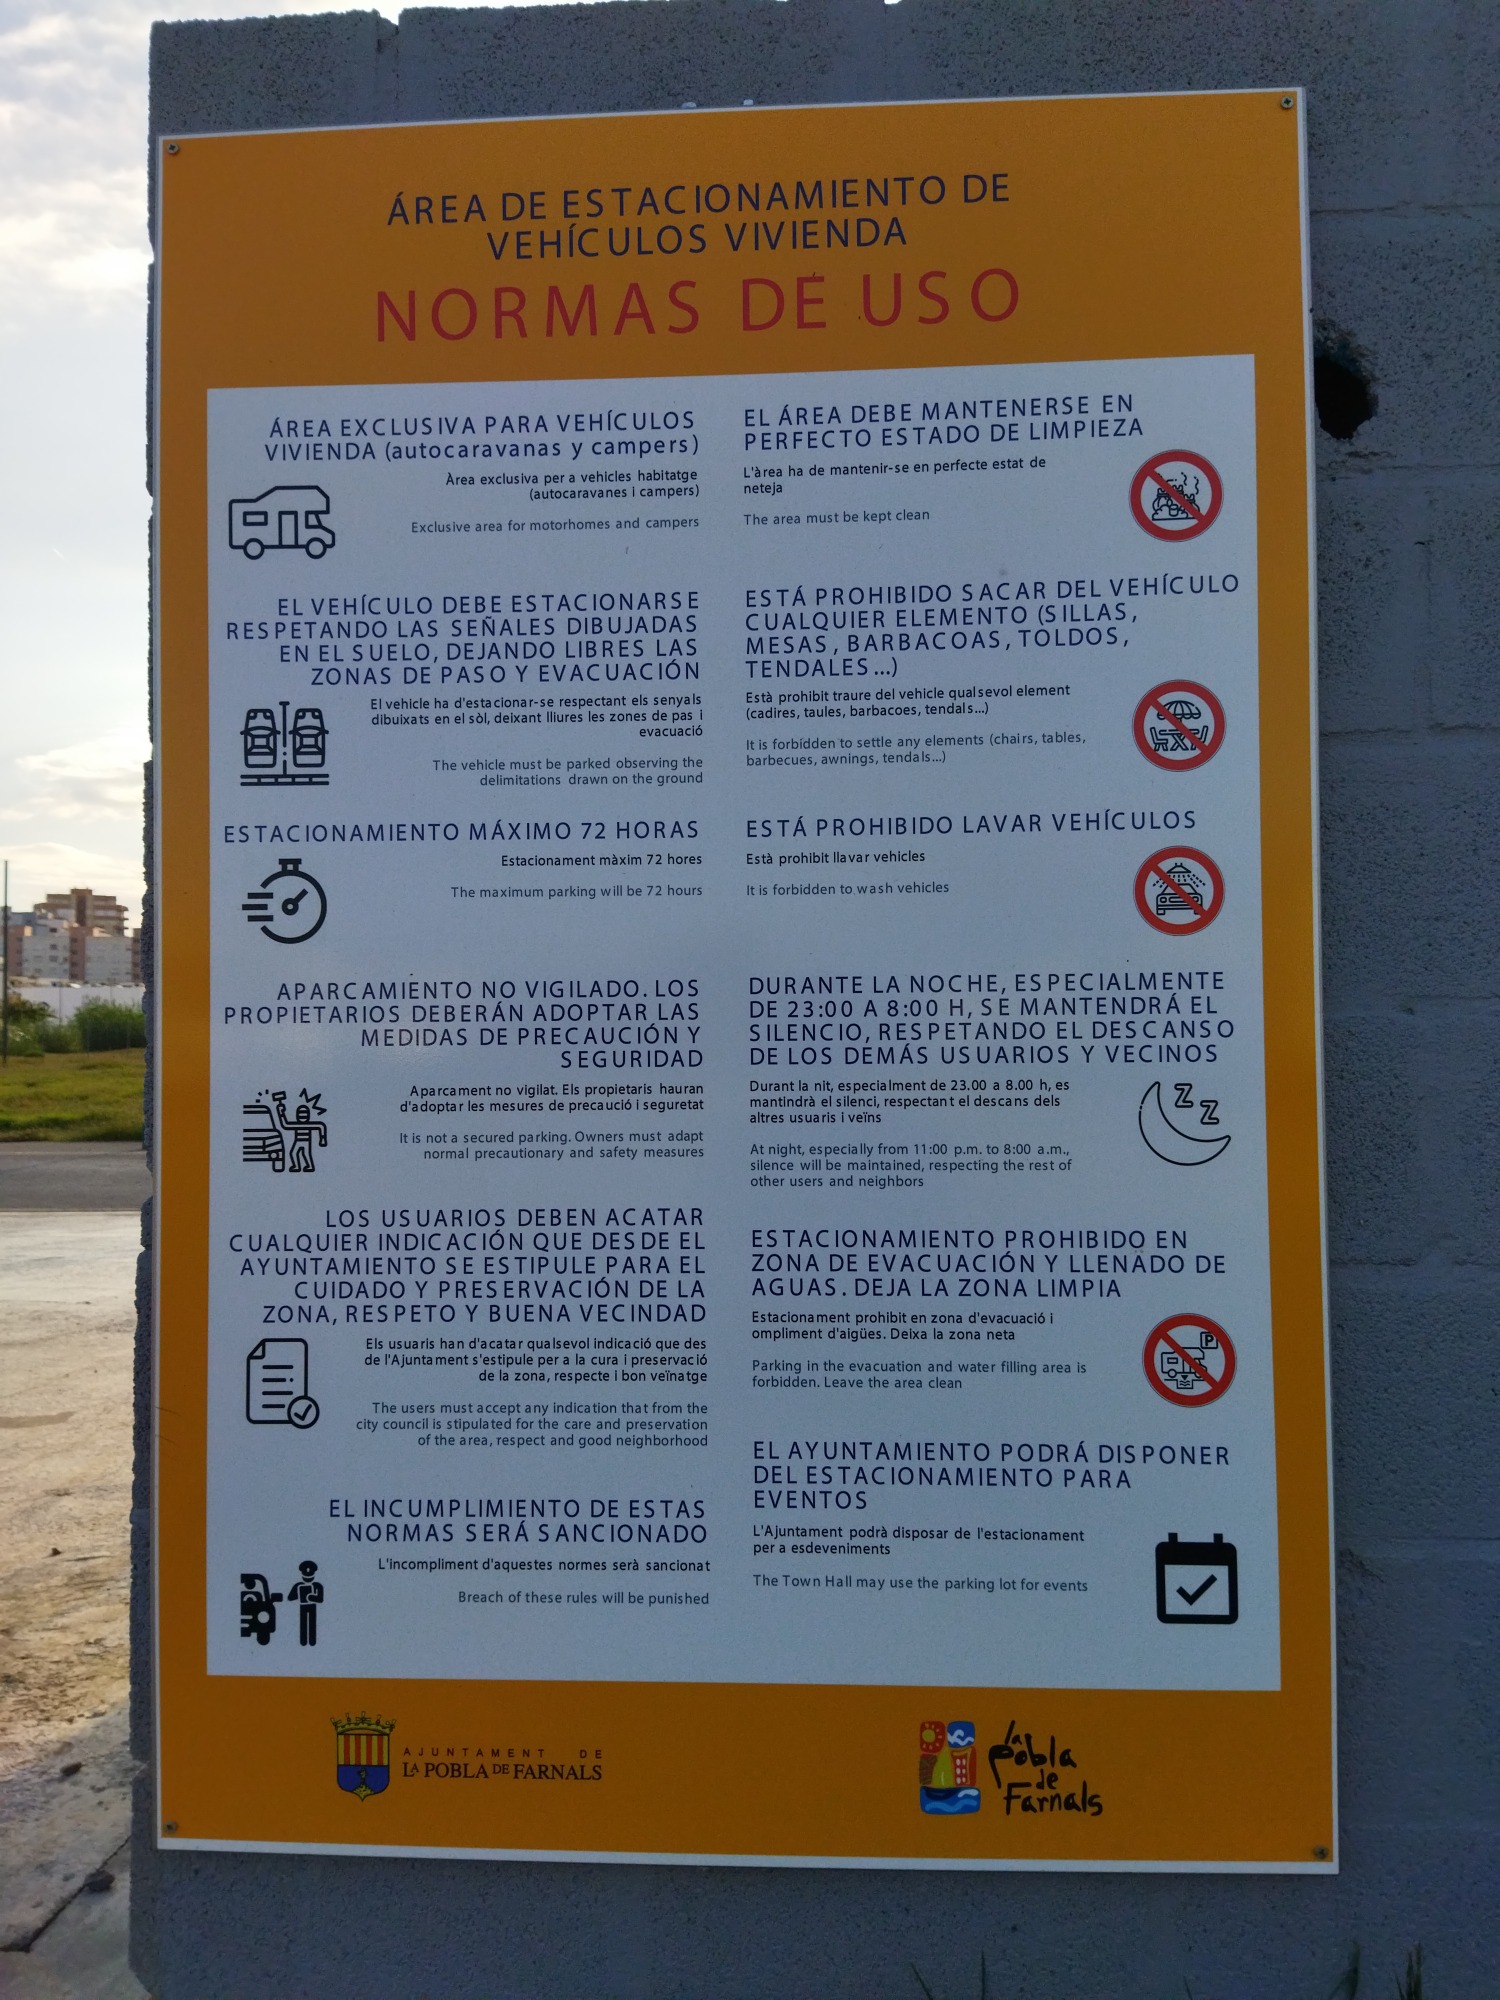 ÁREA DE ESTACIONAMIENTO DE
VEHÍCULOS VIVIENDA
NORMAS DE USO
ÁREA EXCLUSIVA PARA VEHÍCULOS
VIVIENDA (autocaravanas y campers)
Àrea exclusiva per a vehicles habitatge
(autocaravanes i campers)
Exclusive area for motorhomes and campers
EL VEHÍCULO DEBE ESTACIONARSE
RESPETANDO LAS SEÑALES DIBUJADAS
EN EL SUELO, DEJANDO LIBRES LAS
ZONAS DE PASO Y EVACUACIÓN
El vehicle ha d'estacionar-se respectant els senyals
dibuixats en el sòl, deixant lliures les zones de pas i
evacuació
The vehicle must be parked observing the
delimitations drawn on the ground
ESTACIONAMIENTO MÁXIMO 72 HORAS
Estacionament màxim 72 hores
The maximum parking will be 72 hours
APARCAMIENTO NO VIGILADO. LOS
PROPIETARIOS DEBERÁN ADOPTAR LAS
MEDIDAS DE PRECAUCIÓN Y
SEGURIDAD
Aparcament no vigilat. Els propietaris hauran
d'adoptar les mesures de precaució i seguretat
It is not a secured parking. Owners must adapt
normal precautionary and safety measures
LOS USUARIOS DEBEN ACATAR
CUALQUIER INDICACIÓN QUE DESDE EL
AYUNTAMIENTO SE ESTIPULE PARA EL
CUIDADO Y PRESERVACIÓN DE LA
ZONA, RESPETO Y BUENA VECINDAD
Els usuaris han d'acatar qualsevol indicació que des
de l'Ajuntament s'estipule per a la cura i preservació
de la zona, respecte i bon veïnatge
The users must accept any indication that from the
city council is stipulated for the care and preservation
of the area, respect and good neighborhood
EL INCUMPLIMIENTO DE ESTAS
NORMAS SERÁ SANCIONADO
L'incompliment d'aquestes normes serà sancionat
Breach of these rules will be punished
EL ÁREA DEBE MANTENERSE EN
PERFECTO ESTADO DE LIMPIEZA
L'àrea ha de mantenir-se en perfecte estat de
neteja
The area must be kept clean
ESTÁ PROHIBIDO SACAR DEL VEHÍCULO
CUALQUIER ELEMENTO (SILLAS,
MESAS, BARBACOAS, TOLDOS,
TENDALES...)
Està prohibit traure del vehicle qualsevol element
(cadires, taules, barbacoes, tendals...)
It is forbidden to settle any elements (chairs, tables,
barbecues, awnings, tendals...)
ESTÁ PROHIBIDO LAVAR VEHÍCULOS
Està prohibit llavar vehicles
It is forbidden to wash vehicles
DURANTE LA NOCHE, ESPECIALMENTE
DE 23:00 A 8:00 H, SE MANTENDRÁ EL
SILENCIO, RESPETANDO EL DESCANSO
DE LOS DEMÁS USUARIOS Y VECINOS
Durant la nit, especialment de 23.00 a 8.00 h, es
mantindrà el silenci, respectant el descans dels
altres usuaris i veïns
At night, especially from 11:00 p.m. to 8:00 a.m.,
silence will be maintained, respecting the rest of
other users and neighbors
Z Z
ESTACIONAMIENTO PROHIBIDO EN
ZONA DE EVACUACIÓN Y LLENADO DE
AGUAS. DEJA LA ZONA LIMPIA
Estacionament prohibit en zona d'evacuació i
ompliment d'aigües. Deixa la zona neta
Parking in the evacuation and water filling area is
forbidden. Leave the area clean
P
EL AYUNTAMIENTO PODRÁ DISPONER
DEL ESTACIONAMIENTO PARA
EVENTOS
L'Ajuntament podrà disposar de l'estacionament
per a esdeveniments
The Town Hall may use the parking lot for events
AJUNTAMENT DE
LA POBLA DE FARNALS
la
Pobla
de
Farnals